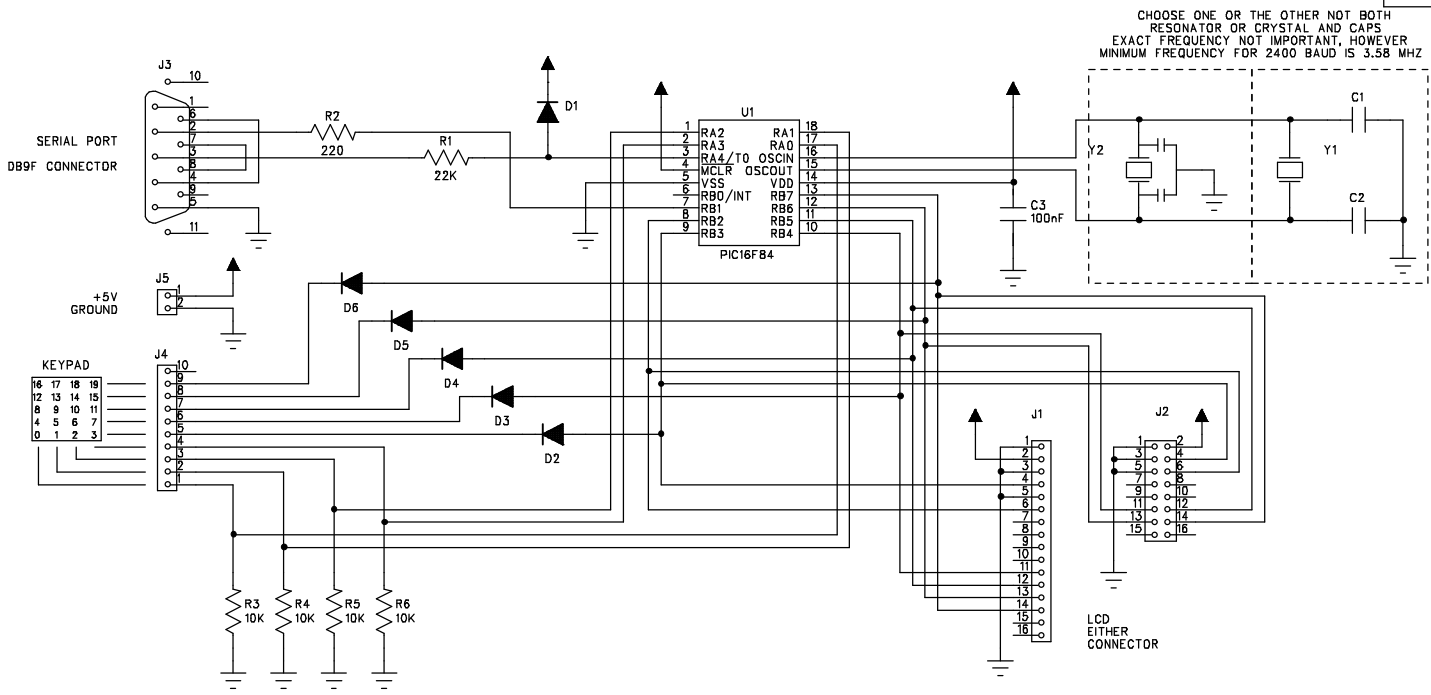 CHOOSE ONE OR THE OTHER NOT BOTH
RESONATOR OR CRYSTAL AND CAPS
EXACT FREQUENCY NOT IMPORTANT, HOWEVER
MINIMUM FREQUENCY FOR 2400 BAUD IS 3.58 MHZ
J3
10
1
6
2
7
3
8
4
9
5
11
SERIAL PORT
DB9F CONNECTOR
R2
220
R1
22K
D1
U1
1 RA2 RA1 18
2 RA3 RA0 17
3 RA4/T0 OSCIN 16
4 MCLR OSCOUT 15
5 VSS VDD 14
6 RB0/INT RB7 13
7 RB1 RB6 12
8 RB2 RB5 11
9 RB3 RB4 10
PIC16F84
C3
100nF
Y2
Y1
C1
C2
J5
+5V
GROUND
1
2
D6
D5
D4
D3
D2
KEYPAD
16 17 18 19
12 13 14 15
8 9 10 11
4 5 6 7
0 1 2 3
J4
10
9
8
7
6
5
4
3
2
1
R3
10K
R4
10K
R5
10K
R6
10K
J1
1
2
3
4
5
6
7
8
9
10
11
12
13
14
15
16
J2
1 2
3 4
5 6
7 8
9 10
11 12
13 14
15 16
LCD
EITHER
CONNECTOR